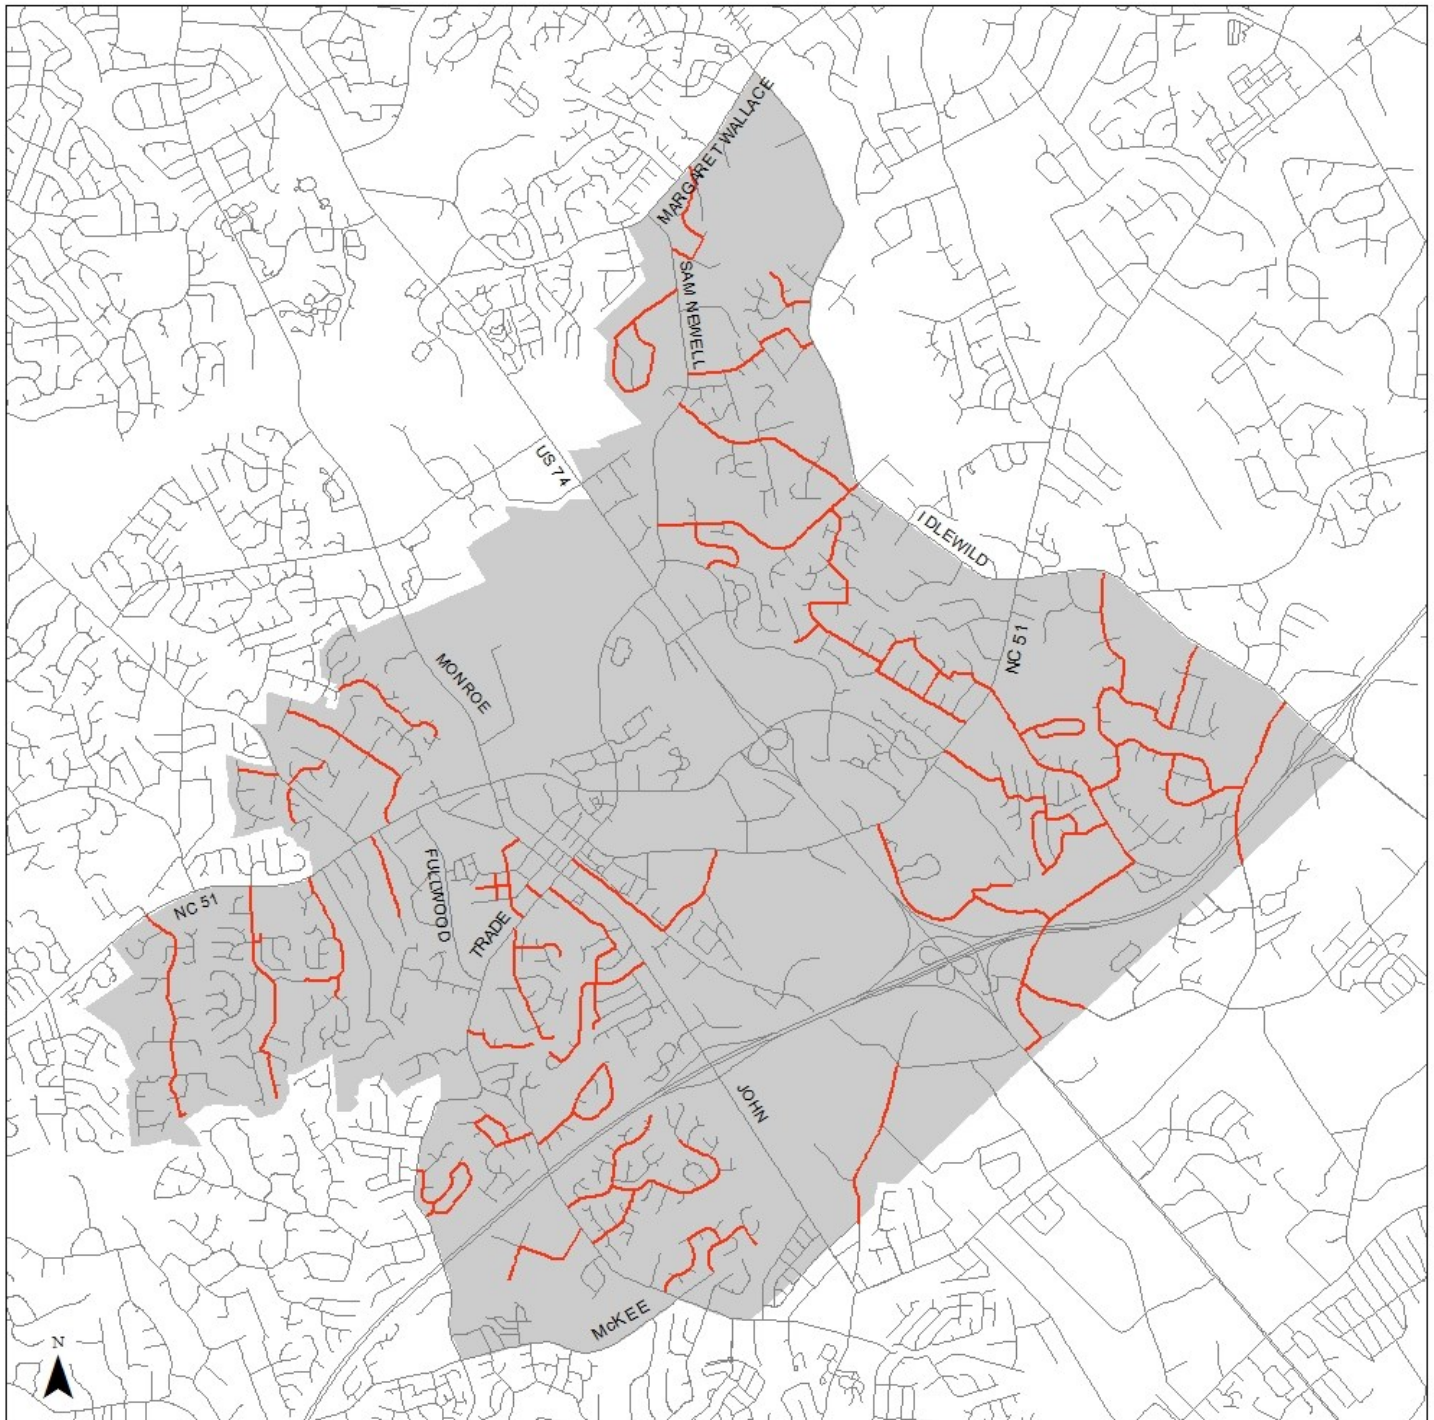 MARGARET WALLACE
SAM NEWELL
US 74
IDLEWILD
NC 51
MONROE
FULLWOOD
NC 51
TRADE
JOHN
McKEE
N